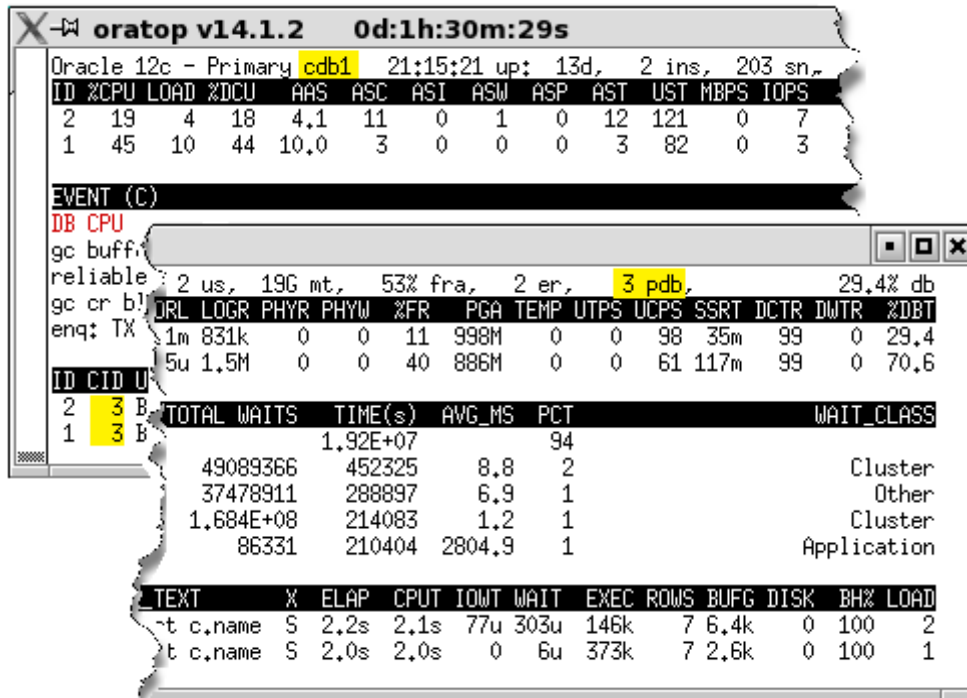 oratop v14.1.2 0d:1h:30m:29s
Oracle 12c - Primary cdb1 21:15:21 up: 13d, 2 ins, 203 sn,
ID %CPU LOAD %DCU AAS ASC ASI ASW ASP AST UST MBPS IOPS
2 19 4 18 4.1 11 0 1 0 12 121 0 7
1 45 10 44 10.0 3 0 0 0 3 82 0 3
EVENT (C)
DB CPU
gc buff
reliable
gc cr bl
enq: TX
ID CID U
2 3 B
1 3 B
2 us, 19G mt, 53% fra, 2 er, 3 pdb, 29.4% db
DRL LOGR PHYR PHYW %FR PGA TEMP UTPS UCPS SSRT DCTR DWTR %DBT
1m 831k 0 0 11 998M 0 0 98 35m 99 0 29.4
5u 1.5M 0 0 40 886M 0 0 61 117m 99 0 70.6
TOTAL WAITS TIME(s) AVG_MS PCT WAIT_CLASS
1.92E+07 94
49089366 452325 8.8 2 Cluster
37478911 288897 6.9 1 Other
1.684E+08 214083 1.2 1 Cluster
86331 210404 2804.9 1 Application
_TEXT X ELAP CPUT IOWT WAIT EXEC ROWS BUFG DISK BH% LOAD
t c.name S 2.2s 2.1s 77u 303u 146k 7 6.4k 0 100 2
t c.name S 2.0s 2.0s 0 6u 373k 7 2.6k 0 100 1